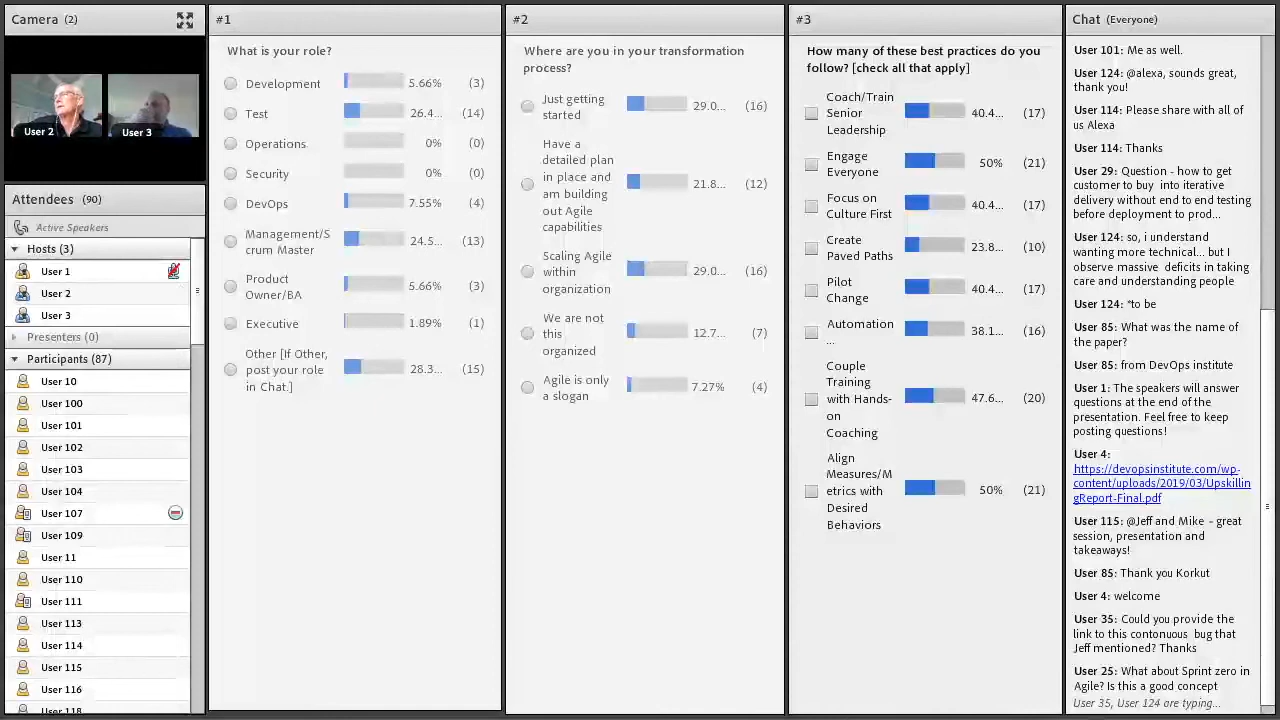 Camera (2)
User 2
User 3
Attendees (90)
Active Speakers
Hosts (3)
User 1
User 2
User 3
Presenters (0)
Participants (87)
User 10
User 100
User 101
User 102
User 103
User 104
User 107
User 109
User 11
User 110
User 111
User 113
User 114
User 115
User 116
User 118
#1
What is your role?
Development 5.66% (3)
Test 26.4... (14)
Operations 0% (0)
Security 0% (0)
DevOps 7.55% (4)
Management/S
crum Master 24.5... (13)
Product
Owner/BA 5.66% (3)
Executive 1.89% (1)
Other [If Other,
post your role 28.3... (15)
in Chat.]
#2
Where are you in your transformation
process?
Just getting
started 29.0... (16)
Have a
detailed plan
in place and
am building 21.8... (12)
out Agile
capabilities
Scaling Agile
within 29.0... (16)
organization
We are not
this 12.7... (7)
organized
Agile is only
a slogan 7.27% (4)
#3
How many of these best practices do you
follow? [check all that apply]
Coach/Train
Senior 40.4... (17)
Leadership
Engage
Everyone 50% (21)
Focus on
Culture First 40.4... (17)
Create
Paved Paths 23.8... (10)
Pilot
Change 40.4... (17)
Automation
... 38.1... (16)
Couple
Training
with Hands- 47.6... (20)
on
Coaching
Align
Measures/M
etrics with 50% (21)
Desired
Behaviors
Chat (Everyone)
User 101: Me as well.
User 124: @alexa, sounds great,
thank you!
User 114: Please share with all of
us Alexa
User 114: Thanks
User 29: Question - how to get
customer to buy into iterative
delivery without end to end testing
before deployment to prod...
User 124: so, i understand
wanting more technical... but I
observe massive deficits in taking
care and understanding people
User 124: *to be
User 85: What was the name of
the paper?
User 85: from DevOps institute
User 1: The speakers will answer
questions at the end of the
presentation. Feel free to keep
posting questions!
User 4:
https://devopsinstitute.com/wp-
content/uploads/2019/03/Upskillin
gReport-Final.pdf
User 115: @Jeff and Mike - great
session, presentation and
takeaways!
User 85: Thank you Korkut
User 4: welcome
User 35: Could you provide the
link to this contonuous bug that
Jeff mentioned? Thanks
User 25: What about Sprint zero in
Agile? Is this a good concept
User 35, User 124 are typing...